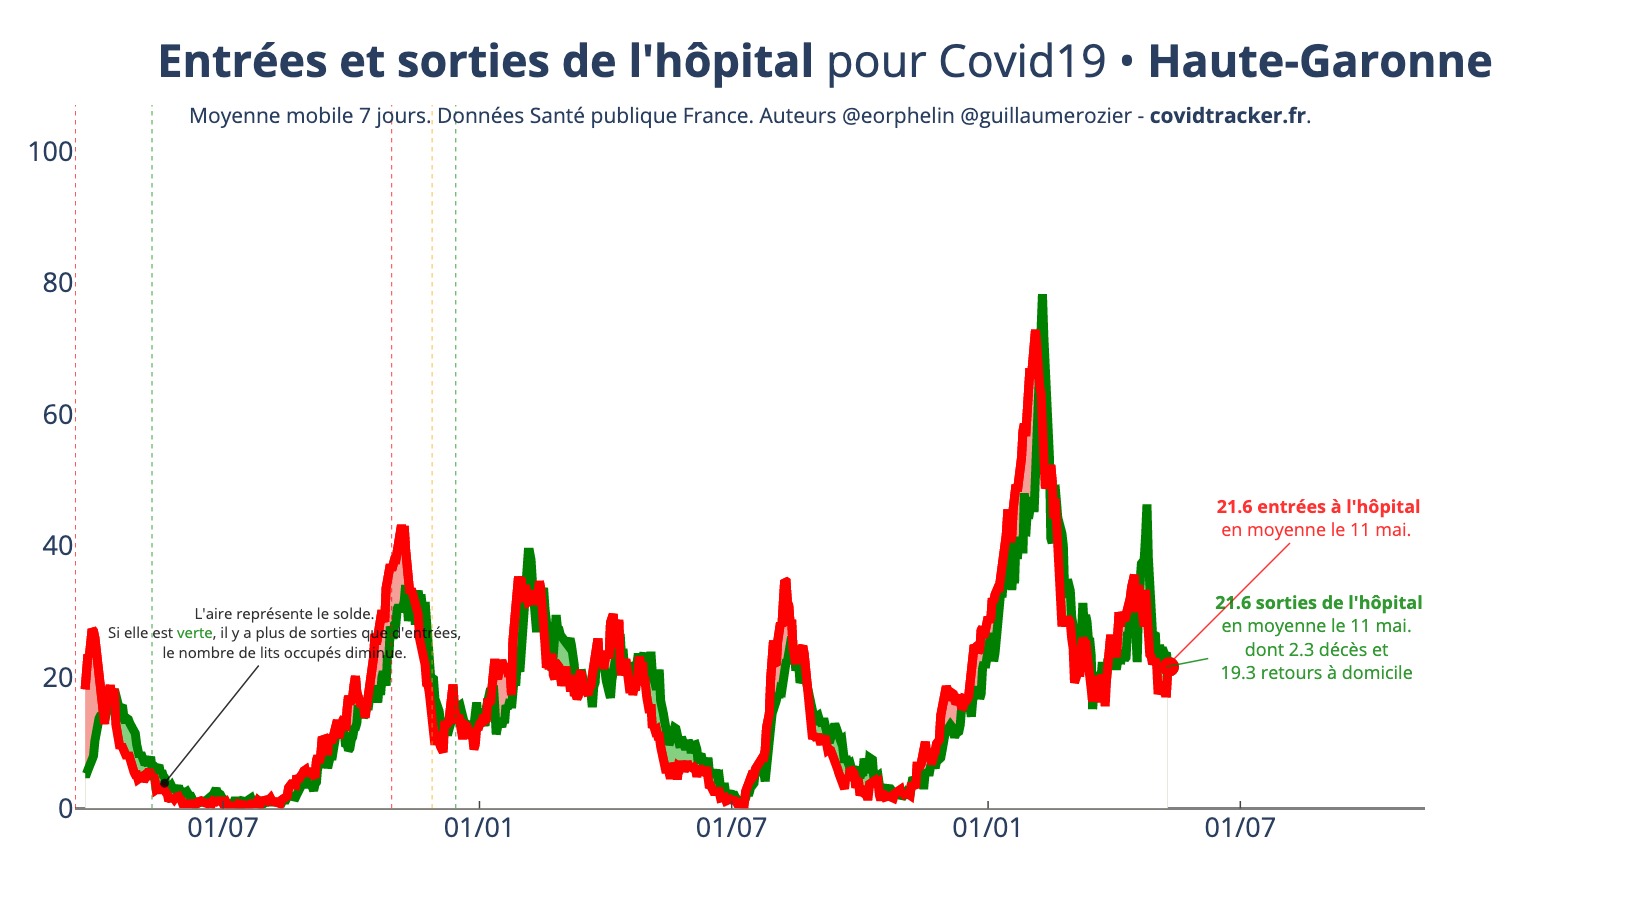 Entrées et sorties de l'hôpital pour Covid19 • Haute-Garonne
Moyenne mobile 7 jours. Données Santé publique France. Auteurs @eorphelin @guillaumerozier - covidtracker.fr.
100
80
60
40
20
0
L'aire représente le solde.
Si elle est verte, il y a plus de sorties que d'entrées,
le nombre de lits occupés diminue.
21.6 entrées à l'hôpital
en moyenne le 11 mai.
21.6 sorties de l'hôpital
en moyenne le 11 mai.
dont 2.3 décès et
19.3 retours à domicile
01/07
01/01
01/07
01/01
01/07